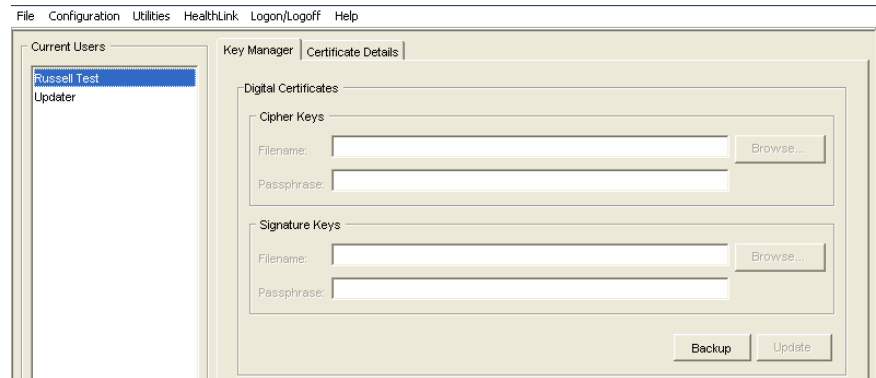 File Configuration Utilities HealthLink Logon/Logoff Help
Current Users
Russell Test
Updater
Key Manager Certificate Details
Digital Certificates
Cipher Keys
Filename: Browse...
Passphrase:
Signature Keys
Filename: Browse...
Passphrase:
Backup Update